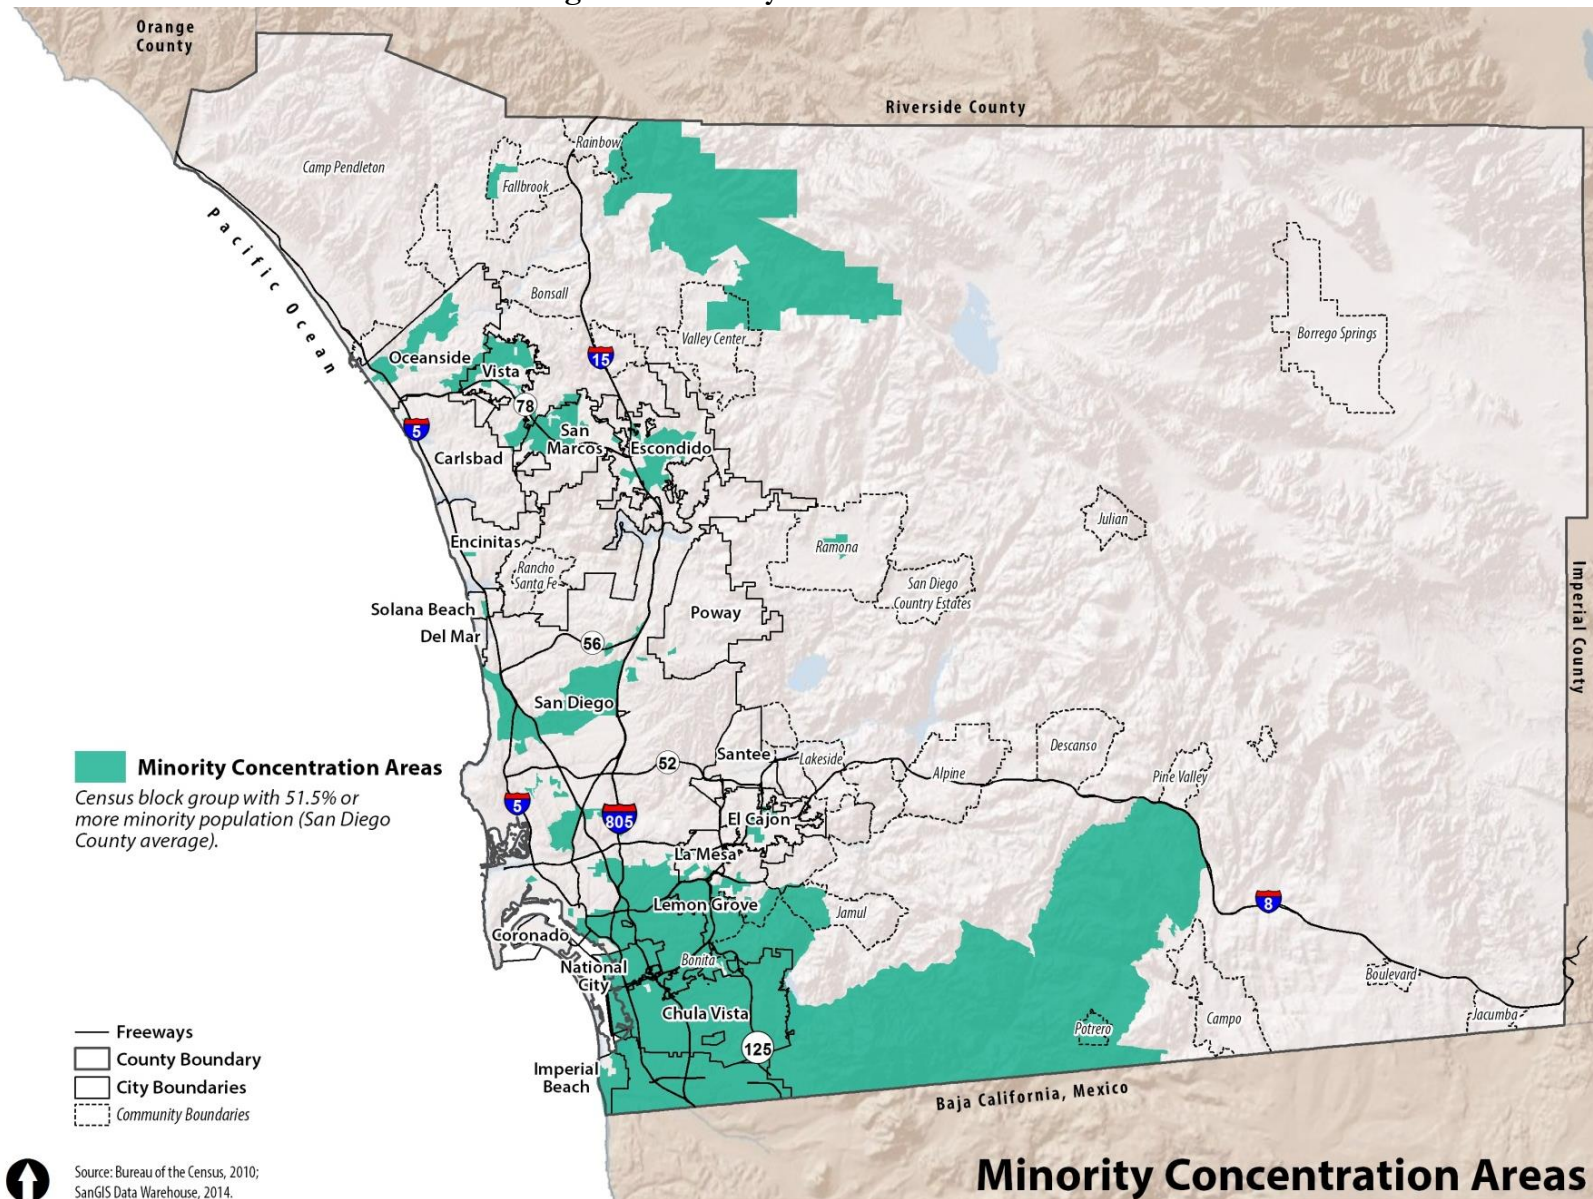 Orange
County
Riverside County
Rainbow
Camp Pendleton
Fallbrook
Pacific Ocean
Bonsall
Borrego Springs
Valley Center
Oceanside
15
Vista
78
5
San
Marcos
Escondido
Carlsbad
Julian
Encinitas
Ramona
Rancho
Santa Fe
San Diego
Country Estates
Imperial County
Solana Beach
Poway
Del Mar
56
San Diego
Descanso
Santee
Lakeside
52
Alpine
Pine Valley
Minority Concentration Areas
Census block group with 51.5% or
more minority population (San Diego
County average).
5
805
El Cajon
La Mesa
8
Lemon Grove
Jamul
Coronado
Bonita
National
City
Boulevard
Chula Vista
Jacumba
Campo
Potrero
125
Imperial
Beach
Baja California, Mexico
Freeways
County Boundary
City Boundaries
Community Boundaries
Source: Bureau of the Census, 2010;
SanGIS Data Warehouse, 2014.
Minority Concentration Areas